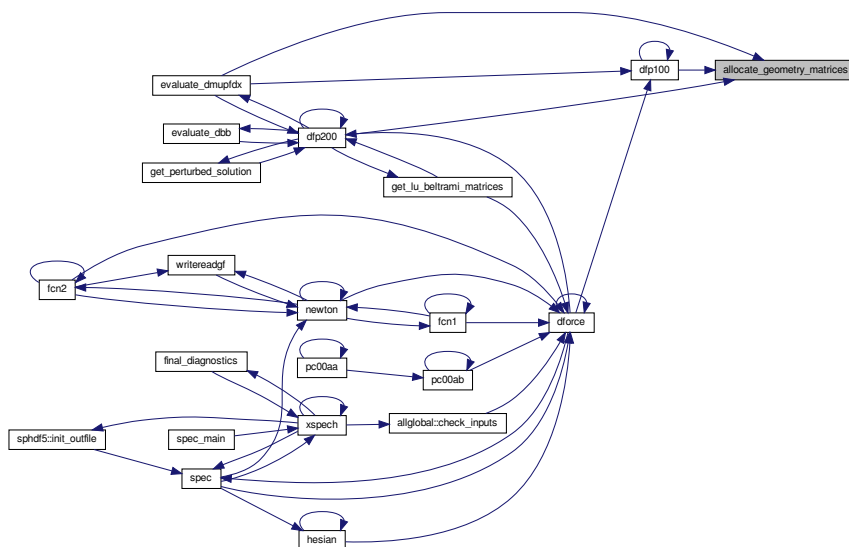 dfp100
allocate_geometry_matrices
evaluate_dmupfdx
evaluate_dbb
dfp200
get_perturbed_solution
get_lu_beltrami_matrices
writereadgf
fcn2
newton
fcn1
dforce
final_diagnostics
pc00aa
pc00ab
allglobal::check_inputs
xspech
sphdf5::init_outfile
spec_main
spec
hesian